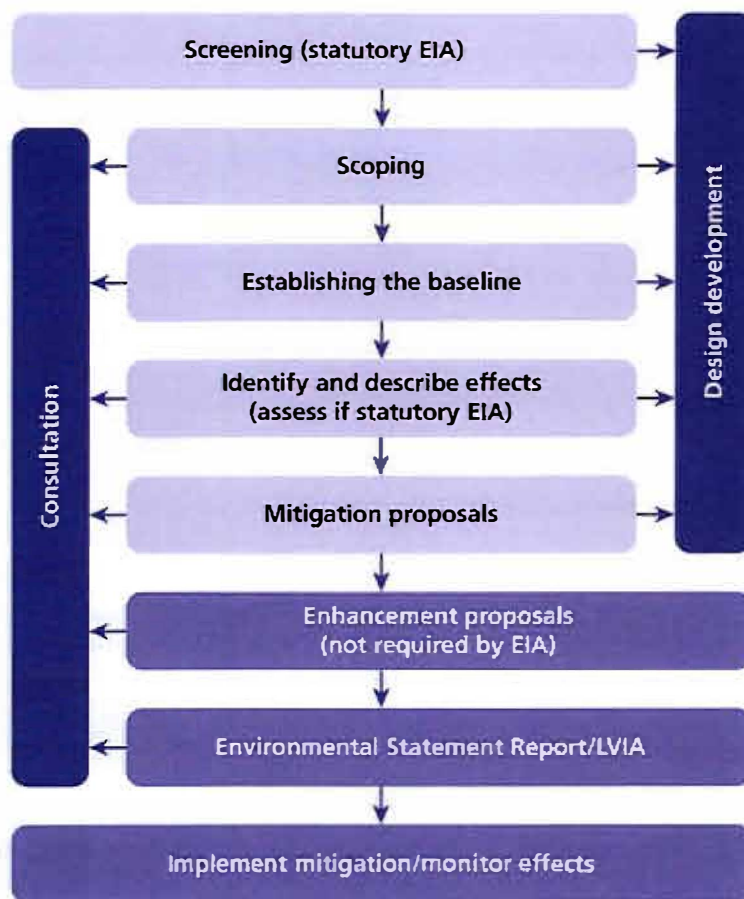 Screening (statutory EIA)
Scoping
Establishing the baseline
Identify and describe effects
(assess if statutory EIA)
Mitigation proposals
Enhancement proposals
(not required by EIA)
Environmental Statement Report/LVIA
Implement mitigation/monitor effects
Consultation
Design development